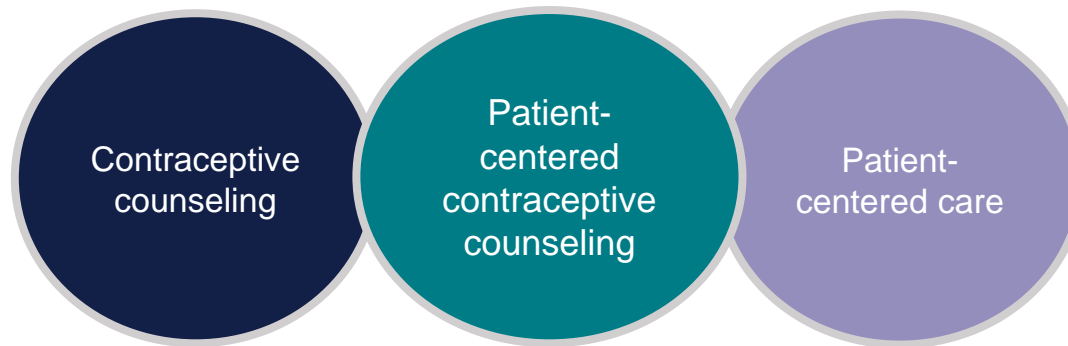 Contraceptive
counseling
Patient-
centered
contraceptive
counseling
Patient-
centered care